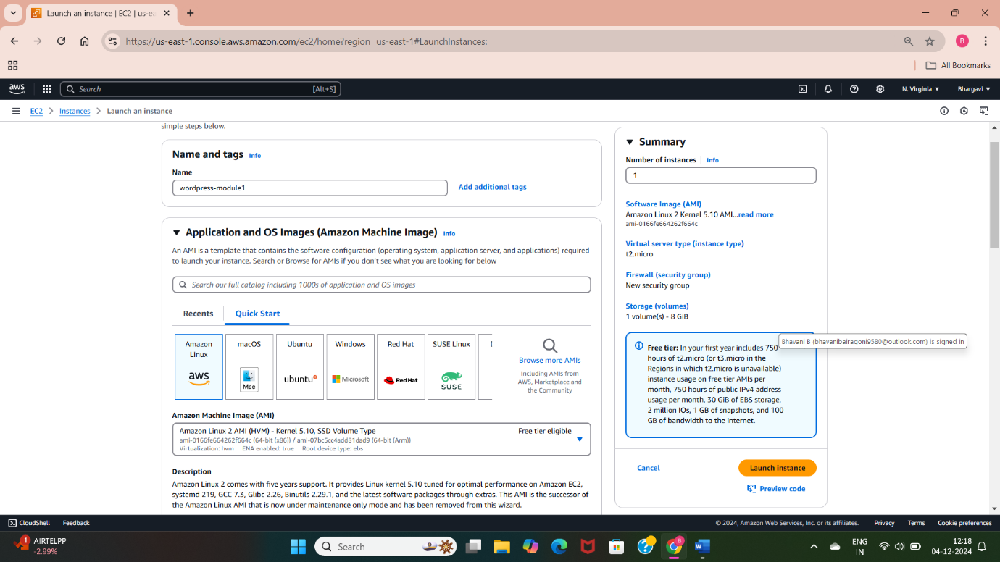 Launch an instance | EC2 | us-ea
https://us-east-1.console.aws.amazon.com/ec2/home?region=us-east-1#LaunchInstances:
B
All Bookmarks
aws
Search
[Alt+S]
N. Virginia
Bhargavi
EC2
Instances
Launch an instance
simple steps below.
Name and tags
Info
Name
wordpress-module1
Add additional tags
Application and OS Images (Amazon Machine Image)
Info
An AMI is a template that contains the software configuration (operating system, application server, and applications) required
to launch your instance. Search or Browse for AMIs if you don't see what you are looking for below
Search our full catalog including 1000s of application and OS images
Recents
Quick Start
Amazon
Linux
aws
macOS
Mac
Ubuntu
ubuntu
Windows
Microsoft
Red Hat
Red Hat
SUSE Linux
SUSE
Browse more AMIs
Including AMIs from
AWS, Marketplace and
the Community
Amazon Machine Image (AMI)
Amazon Linux 2 AMI (HVM) - Kernel 5.10, SSD Volume Type
Free tier eligible
ami-0166fe664262f664c (64-bit (x86)) / ami-07bc5cc4add81dad9 (64-bit (Arm))
Virtualization: hvm ENA enabled: true Root device type: ebs
Description
Amazon Linux 2 comes with five years support. It provides Linux kernel 5.10 tuned for optimal performance on Amazon EC2,
systemd 219, GCC 7.3, Glibc 2.26, Binutils 2.29.1, and the latest software packages through extras. This AMI is the successor of
the Amazon Linux AMI that is now under maintenance only mode and has been removed from this wizard.
Summary
Number of instances
Info
1
Software Image (AMI)
Amazon Linux 2 Kernel 5.10 AMI...read more
ami-0166fe664262f664c
Virtual server type (instance type)
t2.micro
Firewall (security group)
New security group
Storage (volumes)
1 volume(s) - 8 GiB
Bhavani B (bhavanibairagoni9580@outlook.com) is signed in
Free tier: In your first year includes 750
hours of t2.micro (or t3.micro in the
Regions in which t2.micro is unavailable)
instance usage on free tier AMIs per
month, 750 hours of public IPv4 address
usage per month, 30 GiB of EBS storage,
2 million IOs, 1 GB of snapshots, and 100
GB of bandwidth to the internet.
Cancel
Launch instance
Preview code
CloudShell
Feedback
© 2024, Amazon Web Services, Inc. or its affiliates.
Privacy
Terms
Cookie preferences
1
AIRTELPP
-2.99%
Search
B
ENG
IN
12:18
04-12-2024